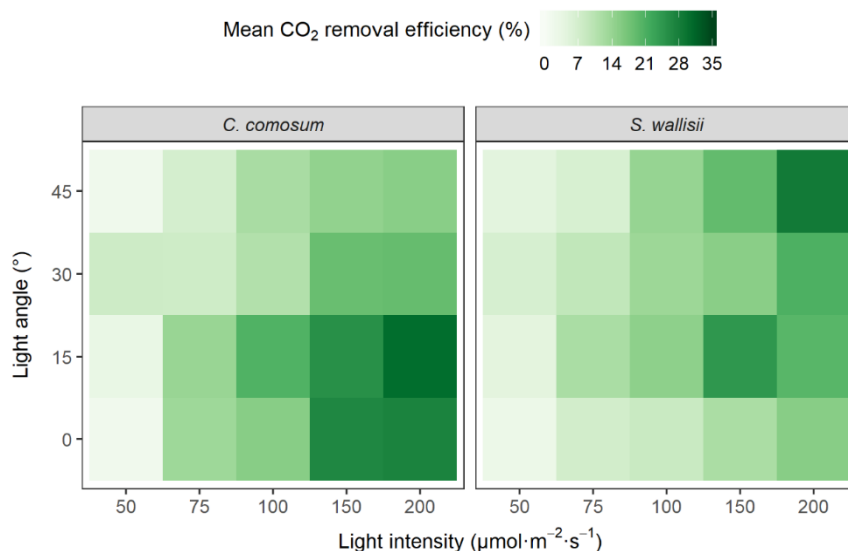 Mean CO₂ removal efficiency (%)
0 7 14 21 28 35
C. comosum
S. wallisii
Light angle (°)
45
30
15
0
50 75 100 150 200
50 75 100 150 200
Light intensity (μmol·m⁻²·s⁻¹)